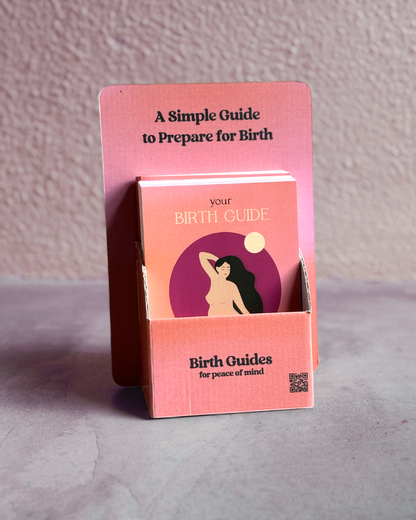 A Simple Guide
to Prepare for Birth
your
BIRTH GUIDE
Birth Guides
for peace of mind